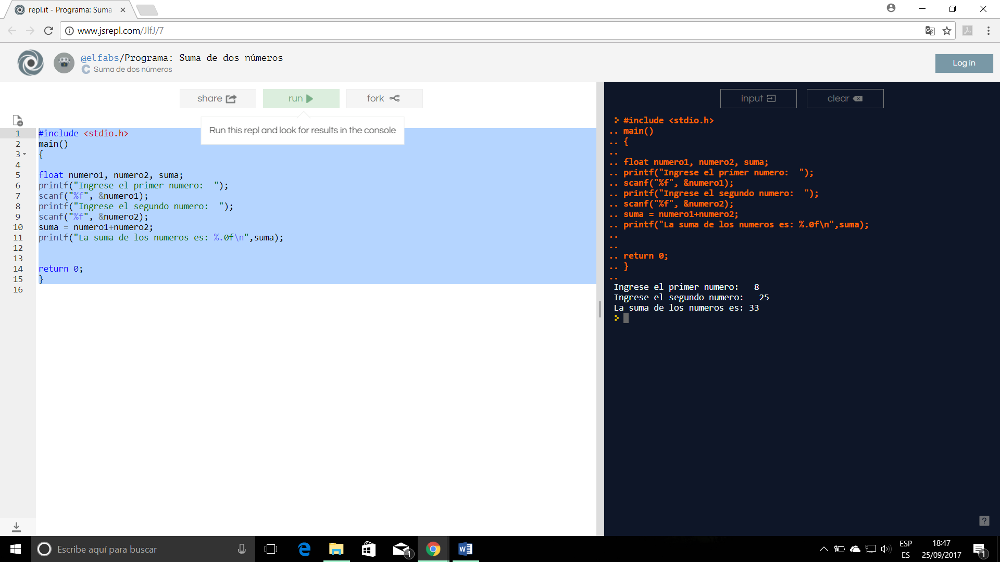 repl.it - Programa: Suma
www.jsrepl.com/JlfJ/7
@elfabs/Programa: Suma de dos números
Suma de dos números
Log in
share
run
fork
input
clear
Run this repl and look for results in the console
1 #include <stdio.h>
2 main()
3 {
4
5 float numero1, numero2, suma;
6 printf("Ingrese el primer numero:  ");
7 scanf("%f", &numero1);
8 printf("Ingrese el segundo numero:  ");
9 scanf("%f", &numero2);
10 suma = numero1+numero2;
11 printf("La suma de los numeros es: %.0f\n",suma);
12
13
14 return 0;
15 }
16
#include <stdio.h>
.. main()
.. {
..
.. float numero1, numero2, suma;
.. printf("Ingrese el primer numero:  ");
.. scanf("%f", &numero1);
.. printf("Ingrese el segundo numero:  ");
.. scanf("%f", &numero2);
.. suma = numero1+numero2;
.. printf("La suma de los numeros es: %.0f\n",suma);
..
..
.. return 0;
.. }
..
Ingrese el primer numero:   8
Ingrese el segundo numero:   25
La suma de los numeros es: 33
?
Escribe aquí para buscar
1
ESP
ES
18:47
25/09/2017
1